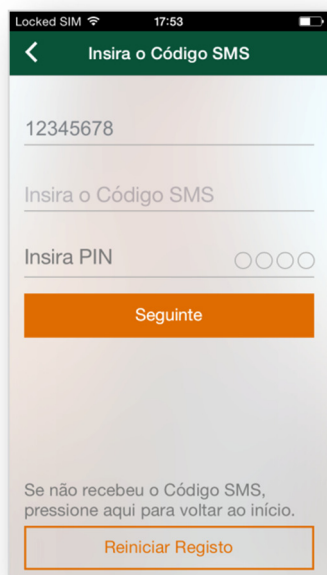 Locked SIM 17:53
Insira o Código SMS
12345678
Insira o Código SMS
Insira PIN
Seguinte
Se não recebeu o Código SMS,
pressione aqui para voltar ao início.
Reiniciar Registo